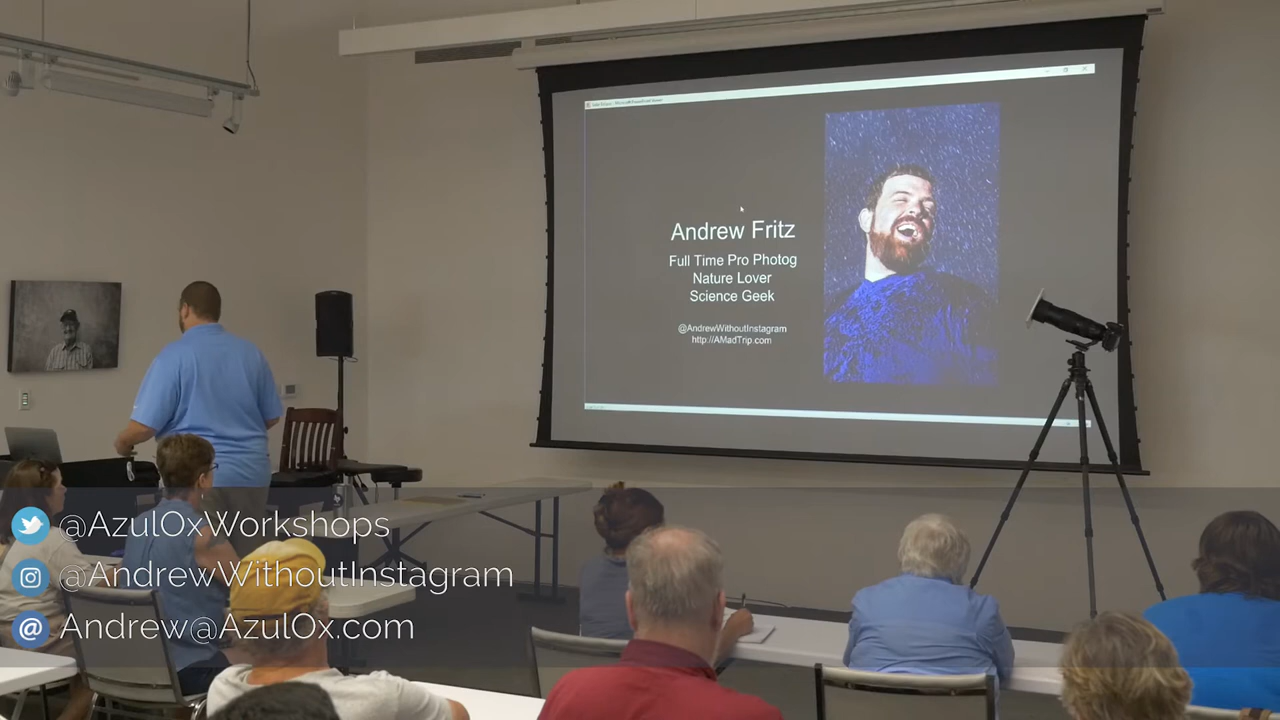 Andrew Fritz
Full Time Pro Photog
Nature Lover
Science Geek
@AndrewWithoutInstagram
http://AMadTrip.com
@AzulOxWorkshops
@AndrewWithoutInstagram
Andrew@AzulOx.com